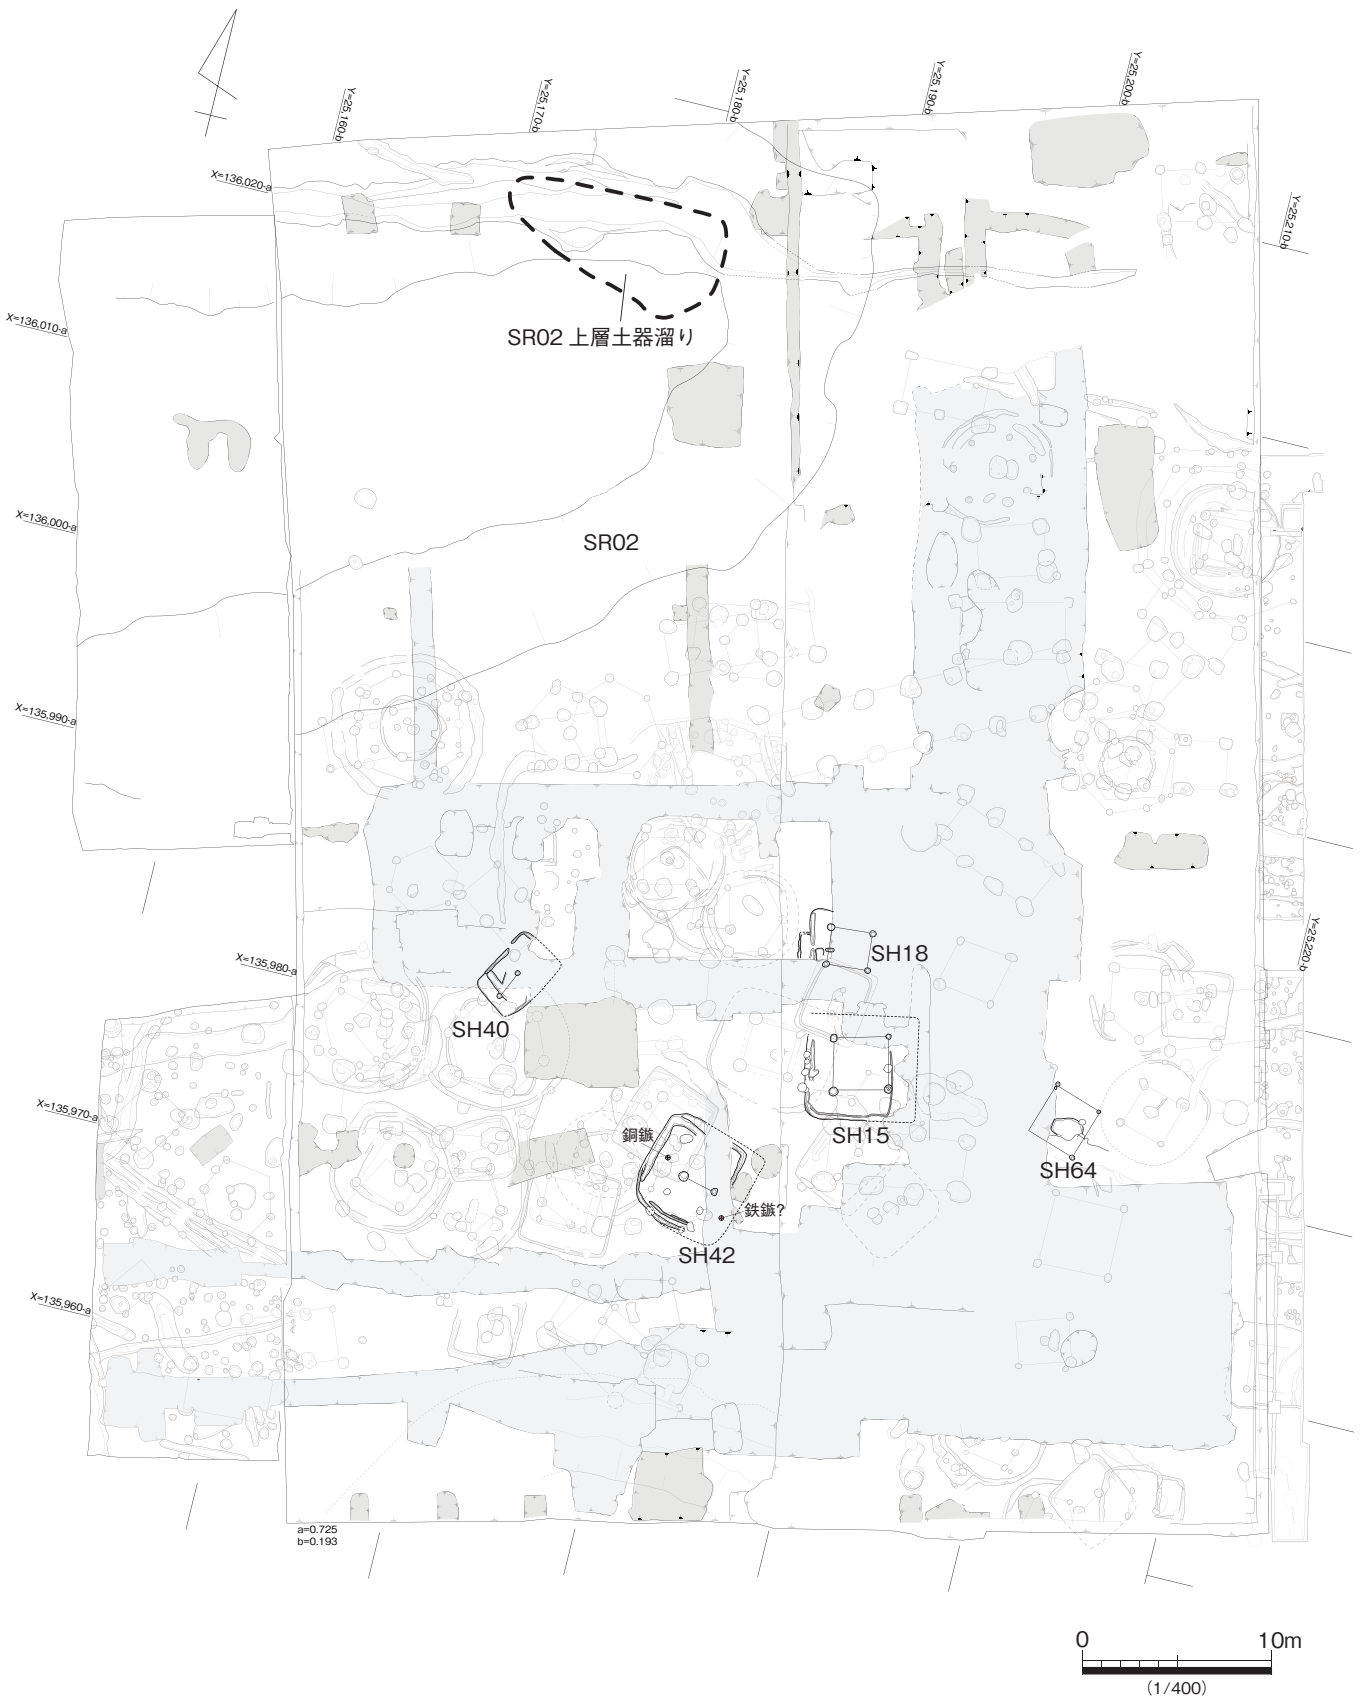 Y=25,160-b
Y=25,170-b
Y=25,180-b
Y=25,190-b
Y=25,200-b
X=136,020-a
Y=25,210-b
X=136,010-a
SR02 上層土器溜り
X=136,000-a
SR02
X=135,990-a
Y=25,220-b
SH18
X=135,980-a
SH40
X=135,970-a
銅鏃
SH15
SH64
鉄鏃?
SH42
X=135,960-a
a=0.725
b=0.193
0 10m
(1/400)